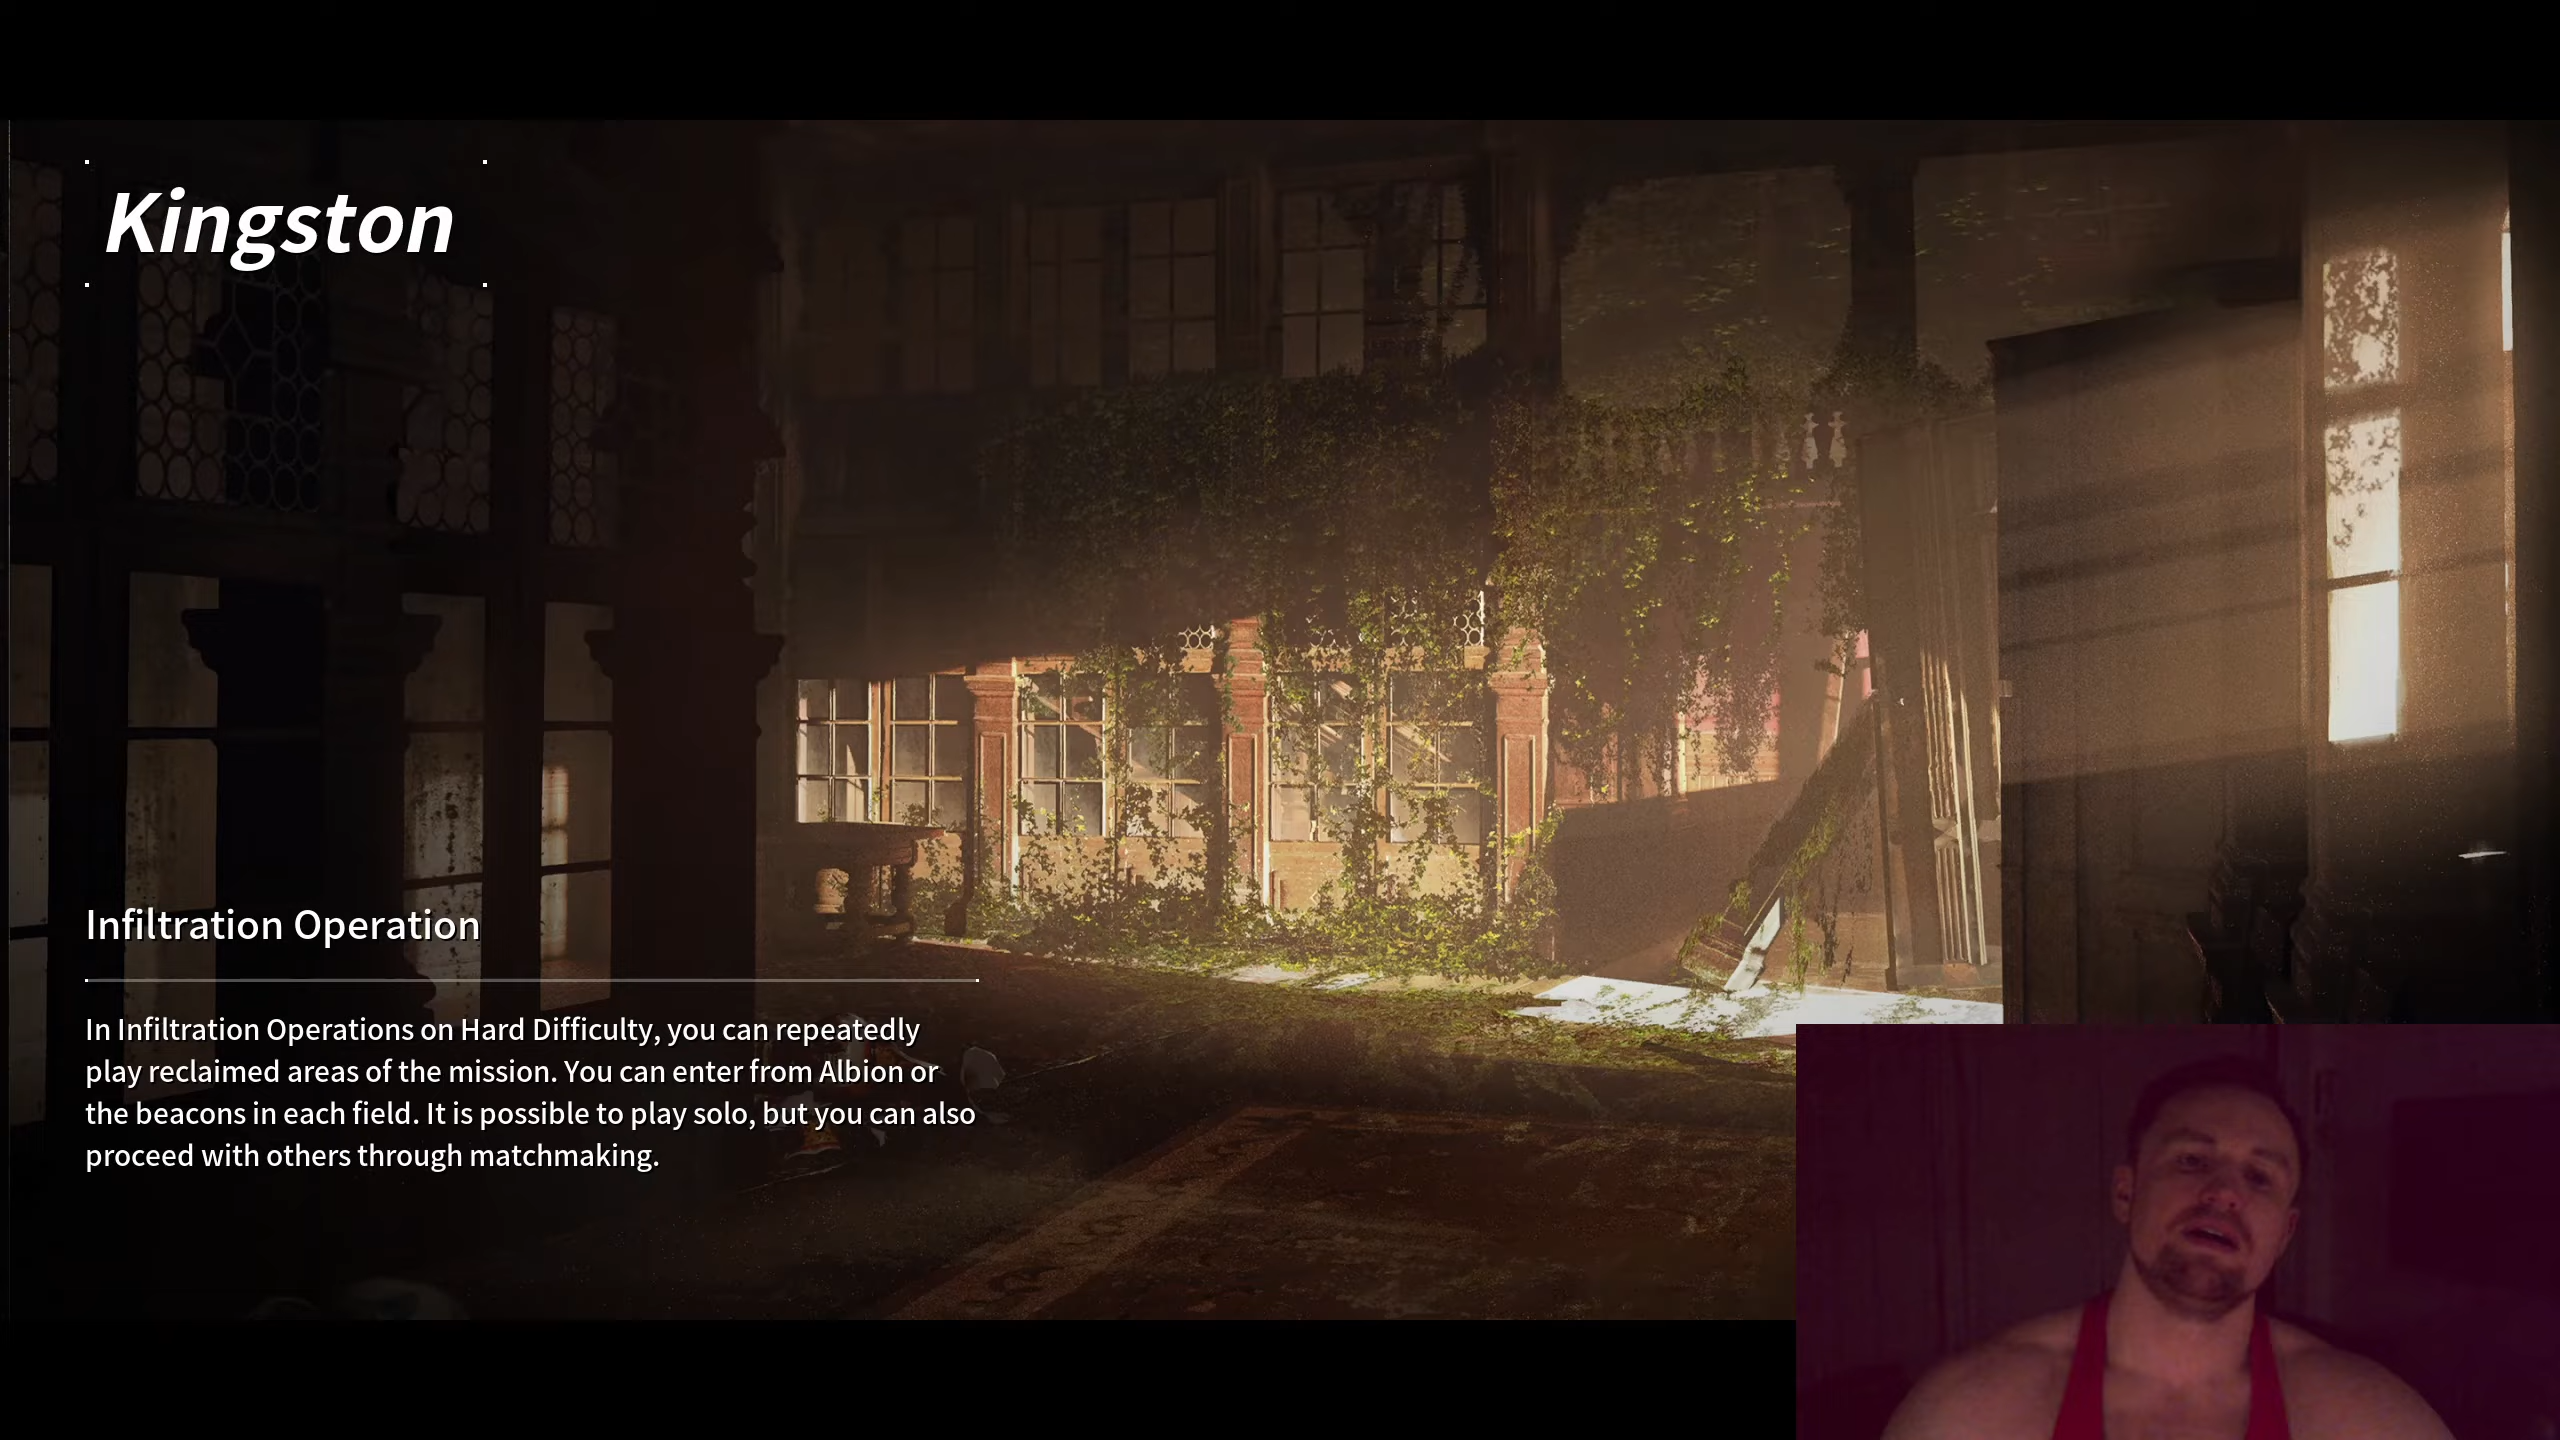 Kingston
Infiltration Operation
In Infiltration Operations on Hard Difficulty, you can repeatedly
play reclaimed areas of the mission. You can enter from Albion or
the beacons in each field. It is possible to play solo, but you can also
proceed with others through matchmaking.